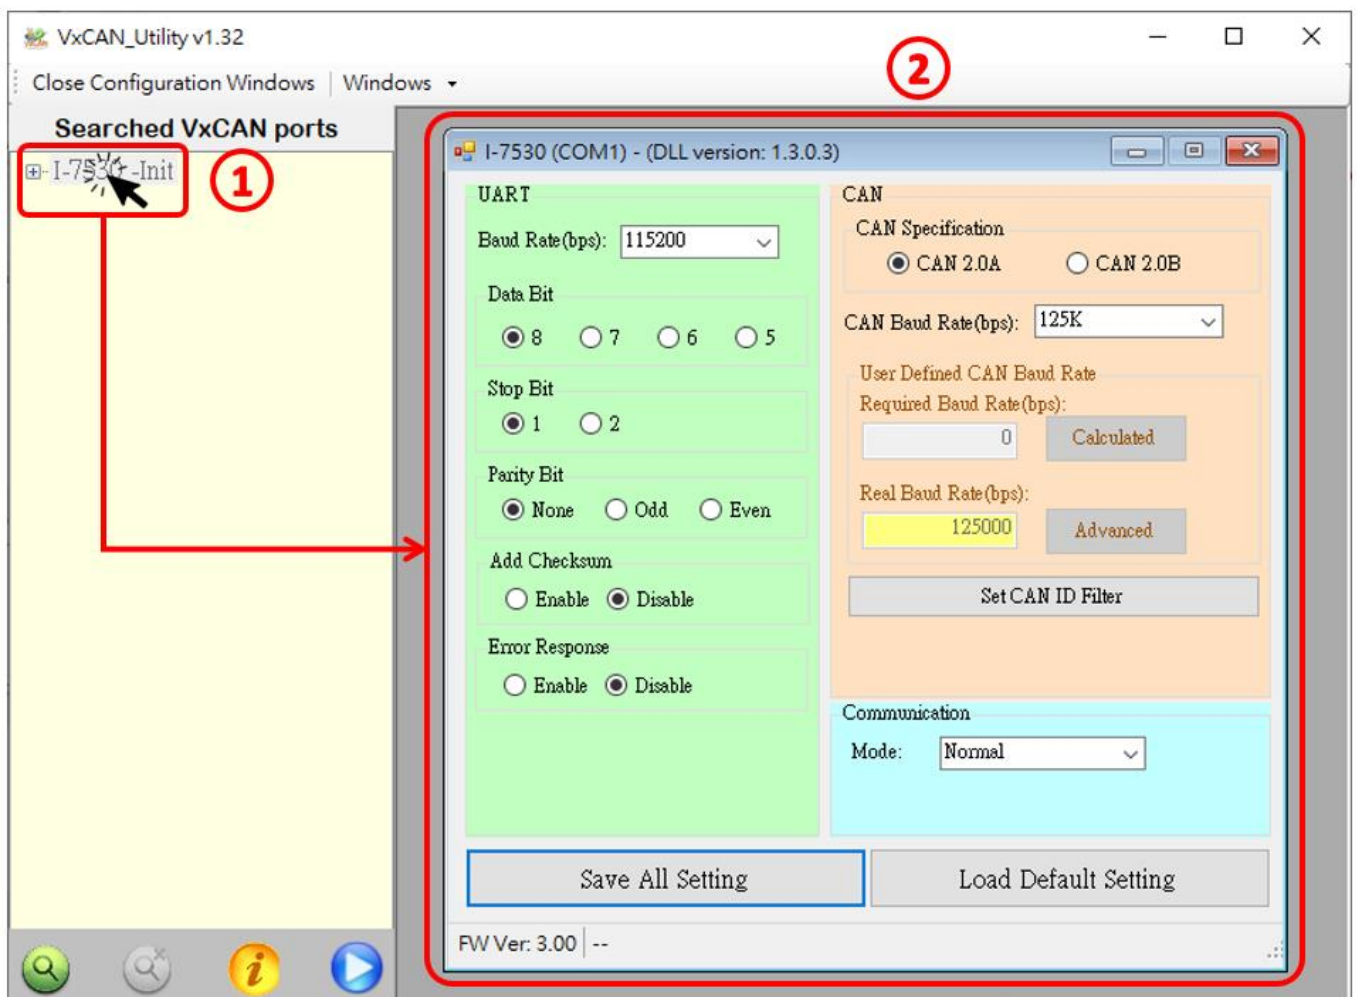 VxCAN_Utility v1.32
Close Configuration Windows
Windows
Searched VxCAN ports
-Init
1
2
I-7530 (COM1) - (DLL version: 1.3.0.3)
UART
Baud Rate(bps): 115200
Data Bit
8 7 6 5
Stop Bit
1 2
Parity Bit
None Odd Even
Add Checksum
Enable Disable
Error Response
Enable Disable
CAN
CAN Specification
CAN 2.0A CAN 2.0B
CAN Baud Rate(bps): 125K
User Defined CAN Baud Rate
Required Baud Rate(bps):
0 Calculated
Real Baud Rate(bps):
125000 Advanced
Set CAN ID Filter
Communication
Mode: Normal
Save All Setting
Load Default Setting
FW Ver: 3.00 --